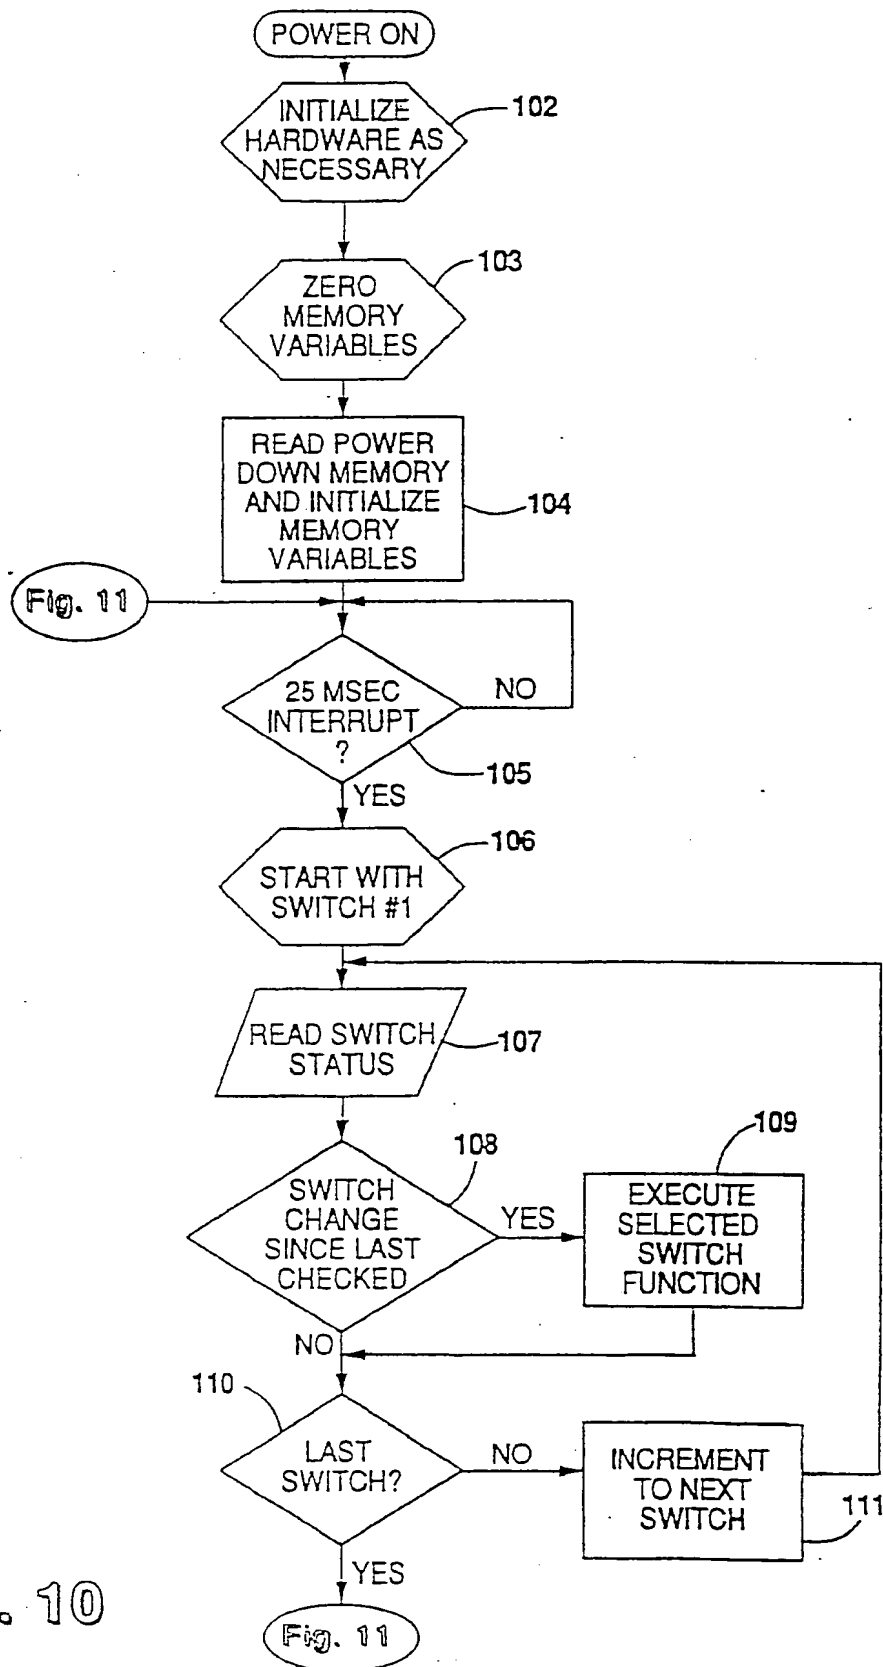 POWER ON
INITIALIZE
HARDWARE AS
NECESSARY
102
ZERO
MEMORY
VARIABLES
103
READ POWER
DOWN MEMORY
AND INITIALIZE
MEMORY
VARIABLES
104
Fig. 11
25 MSEC
INTERRUPT
?
NO
105
YES
106
START WITH
SWITCH #1
READ SWITCH
STATUS
107
108
109
SWITCH
CHANGE
SINCE LAST
CHECKED
YES
EXECUTE
SELECTED
SWITCH
FUNCTION
NO
110
LAST
SWITCH?
NO
INCREMENT
TO NEXT
SWITCH
111
YES
. 10
Fig. 11